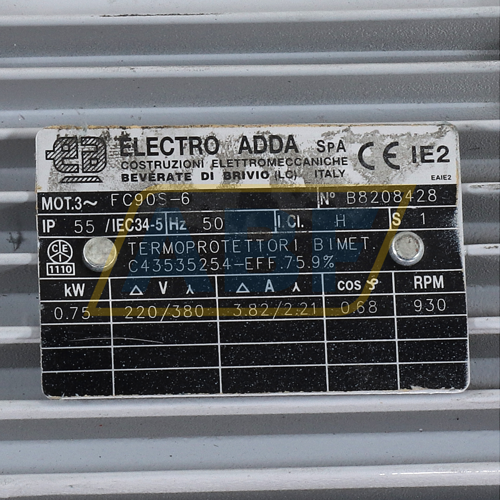 ELECTRO ADDA SpA
COSTRUZIONI ELETTROMECCANICHE
BEVERATE DI BRIVIO (LC) ITALY
CE IE2
EAIE2
MOT.3~ FC90S-6 Nº B8208428
IP 55 /IEC34-5 Hz 50 I.Cl. H S 1
TERMOPROTETTORI BIMET.
C43535254-EFF.75.9%
1110
kW Δ V ⅄ Δ A ⅄ cos φ RPM
0.75 220/380 3.82/2.21 0.68 930